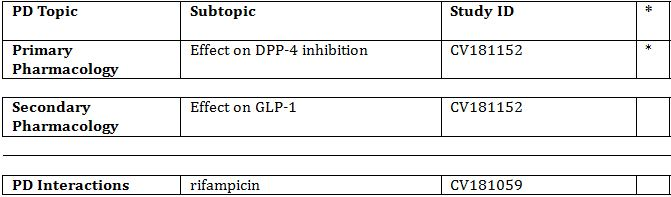 PD Topic Subtopic Study ID *
Primary Pharmacology Effect on DPP-4 inhibition CV181152 *
Secondary Pharmacology Effect on GLP-1 CV181152
PD Interactions rifampicin CV181059